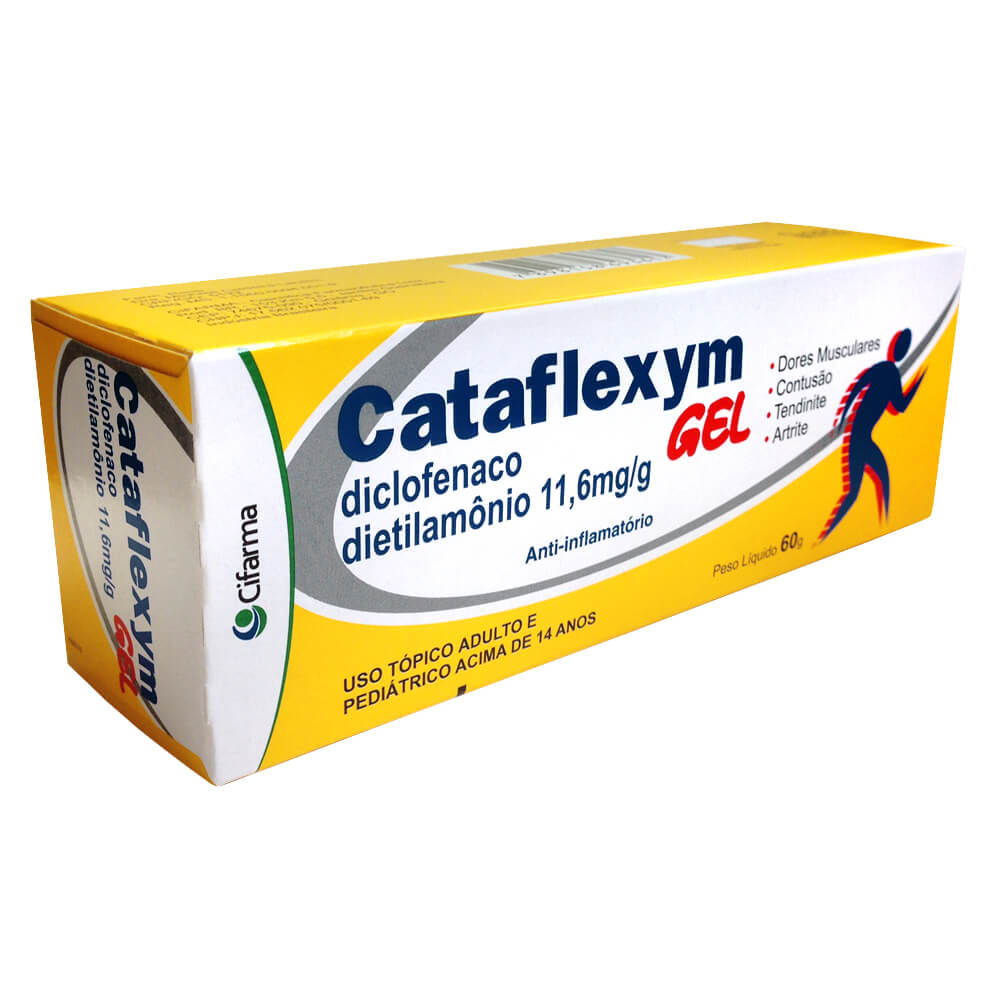 Cataflexym
GEL
diclofenaco
dietilamônio 11,6mg/g
Anti-inflamatório
• Dores Musculares
• Contusão
• Tendinite
• Artrite
Peso Líquido 60g
USO TÓPICO ADULTO E
PEDIÁTRICO ACIMA DE 14 ANOS
Cifarma
Cataflexym
GEL
diclofenaco
dietilamônio 11,6mg/g